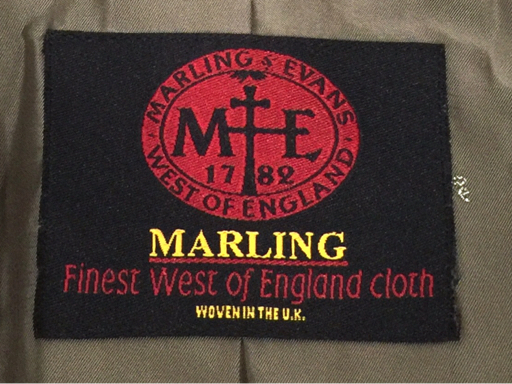 MARLING & EVANS
M E
17 82
WEST OF ENGLAND
MARLING
Finest West of England cloth
WOVEN IN THE U.K.